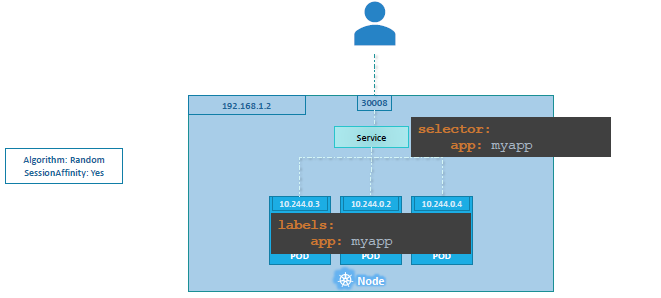 192.168.1.2
30008
Service
selector:
app: myapp
Algorithm: Random
SessionAffinity: Yes
10.244.0.3
10.244.0.2
10.244.0.4
labels:
app: myapp
POD
POD
POD
Node